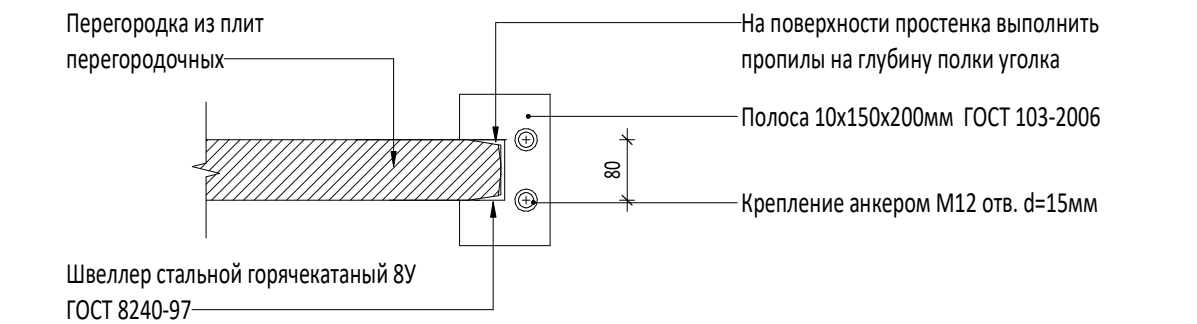 Перегородка из плит
перегородочных
На поверхности простенка выполнить
пропилы на глубину полки уголка
Полоса 10х150х200мм ГОСТ 103-2006
80
Крепление анкером М12 отв. d=15мм
Швеллер стальной горячекатаный 8У
ГОСТ 8240-97